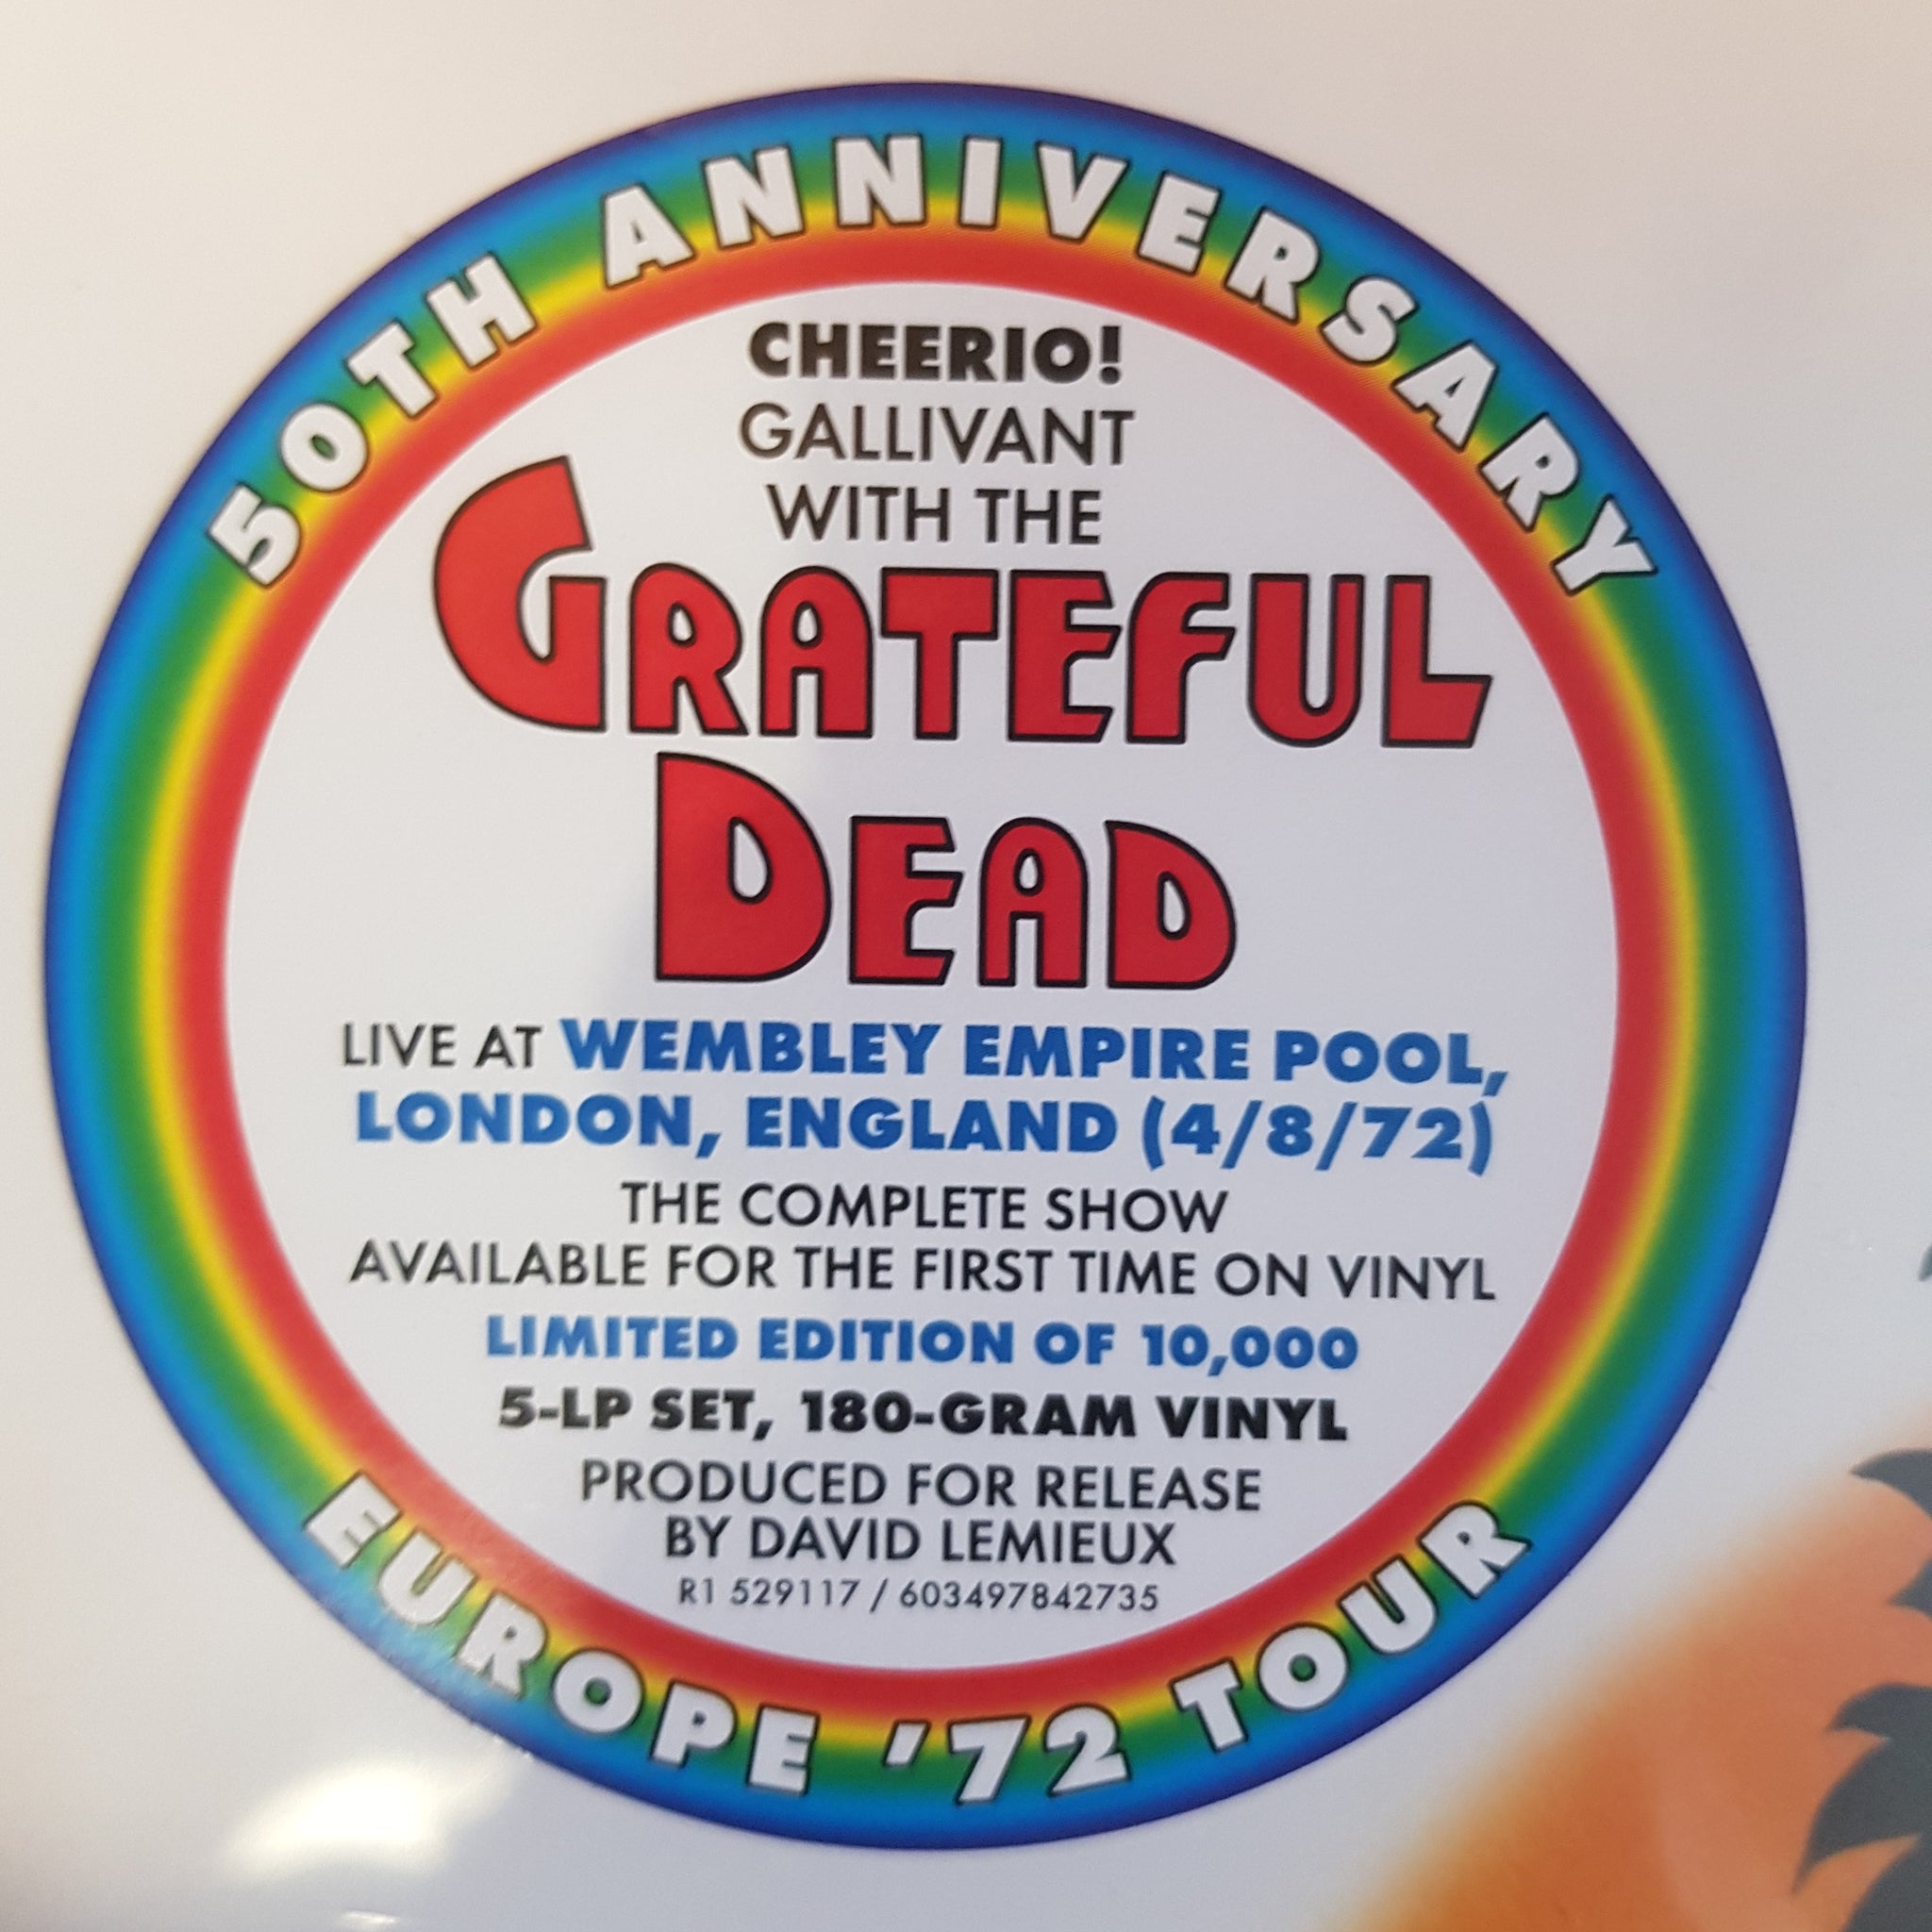 50TH ANNIVERSARY
CHEERIO!
GALLIVANT
WITH THE
GRATEFUL
DEAD
LIVE AT WEMBLEY EMPIRE POOL,
LONDON, ENGLAND (4/8/72)
THE COMPLETE SHOW
AVAILABLE FOR THE FIRST TIME ON VINYL
LIMITED EDITION OF 10,000
5-LP SET, 180-GRAM VINYL
PRODUCED FOR RELEASE
BY DAVID LEMIEUX
R1 529117 / 603497842735
EUROPE '72 TOUR